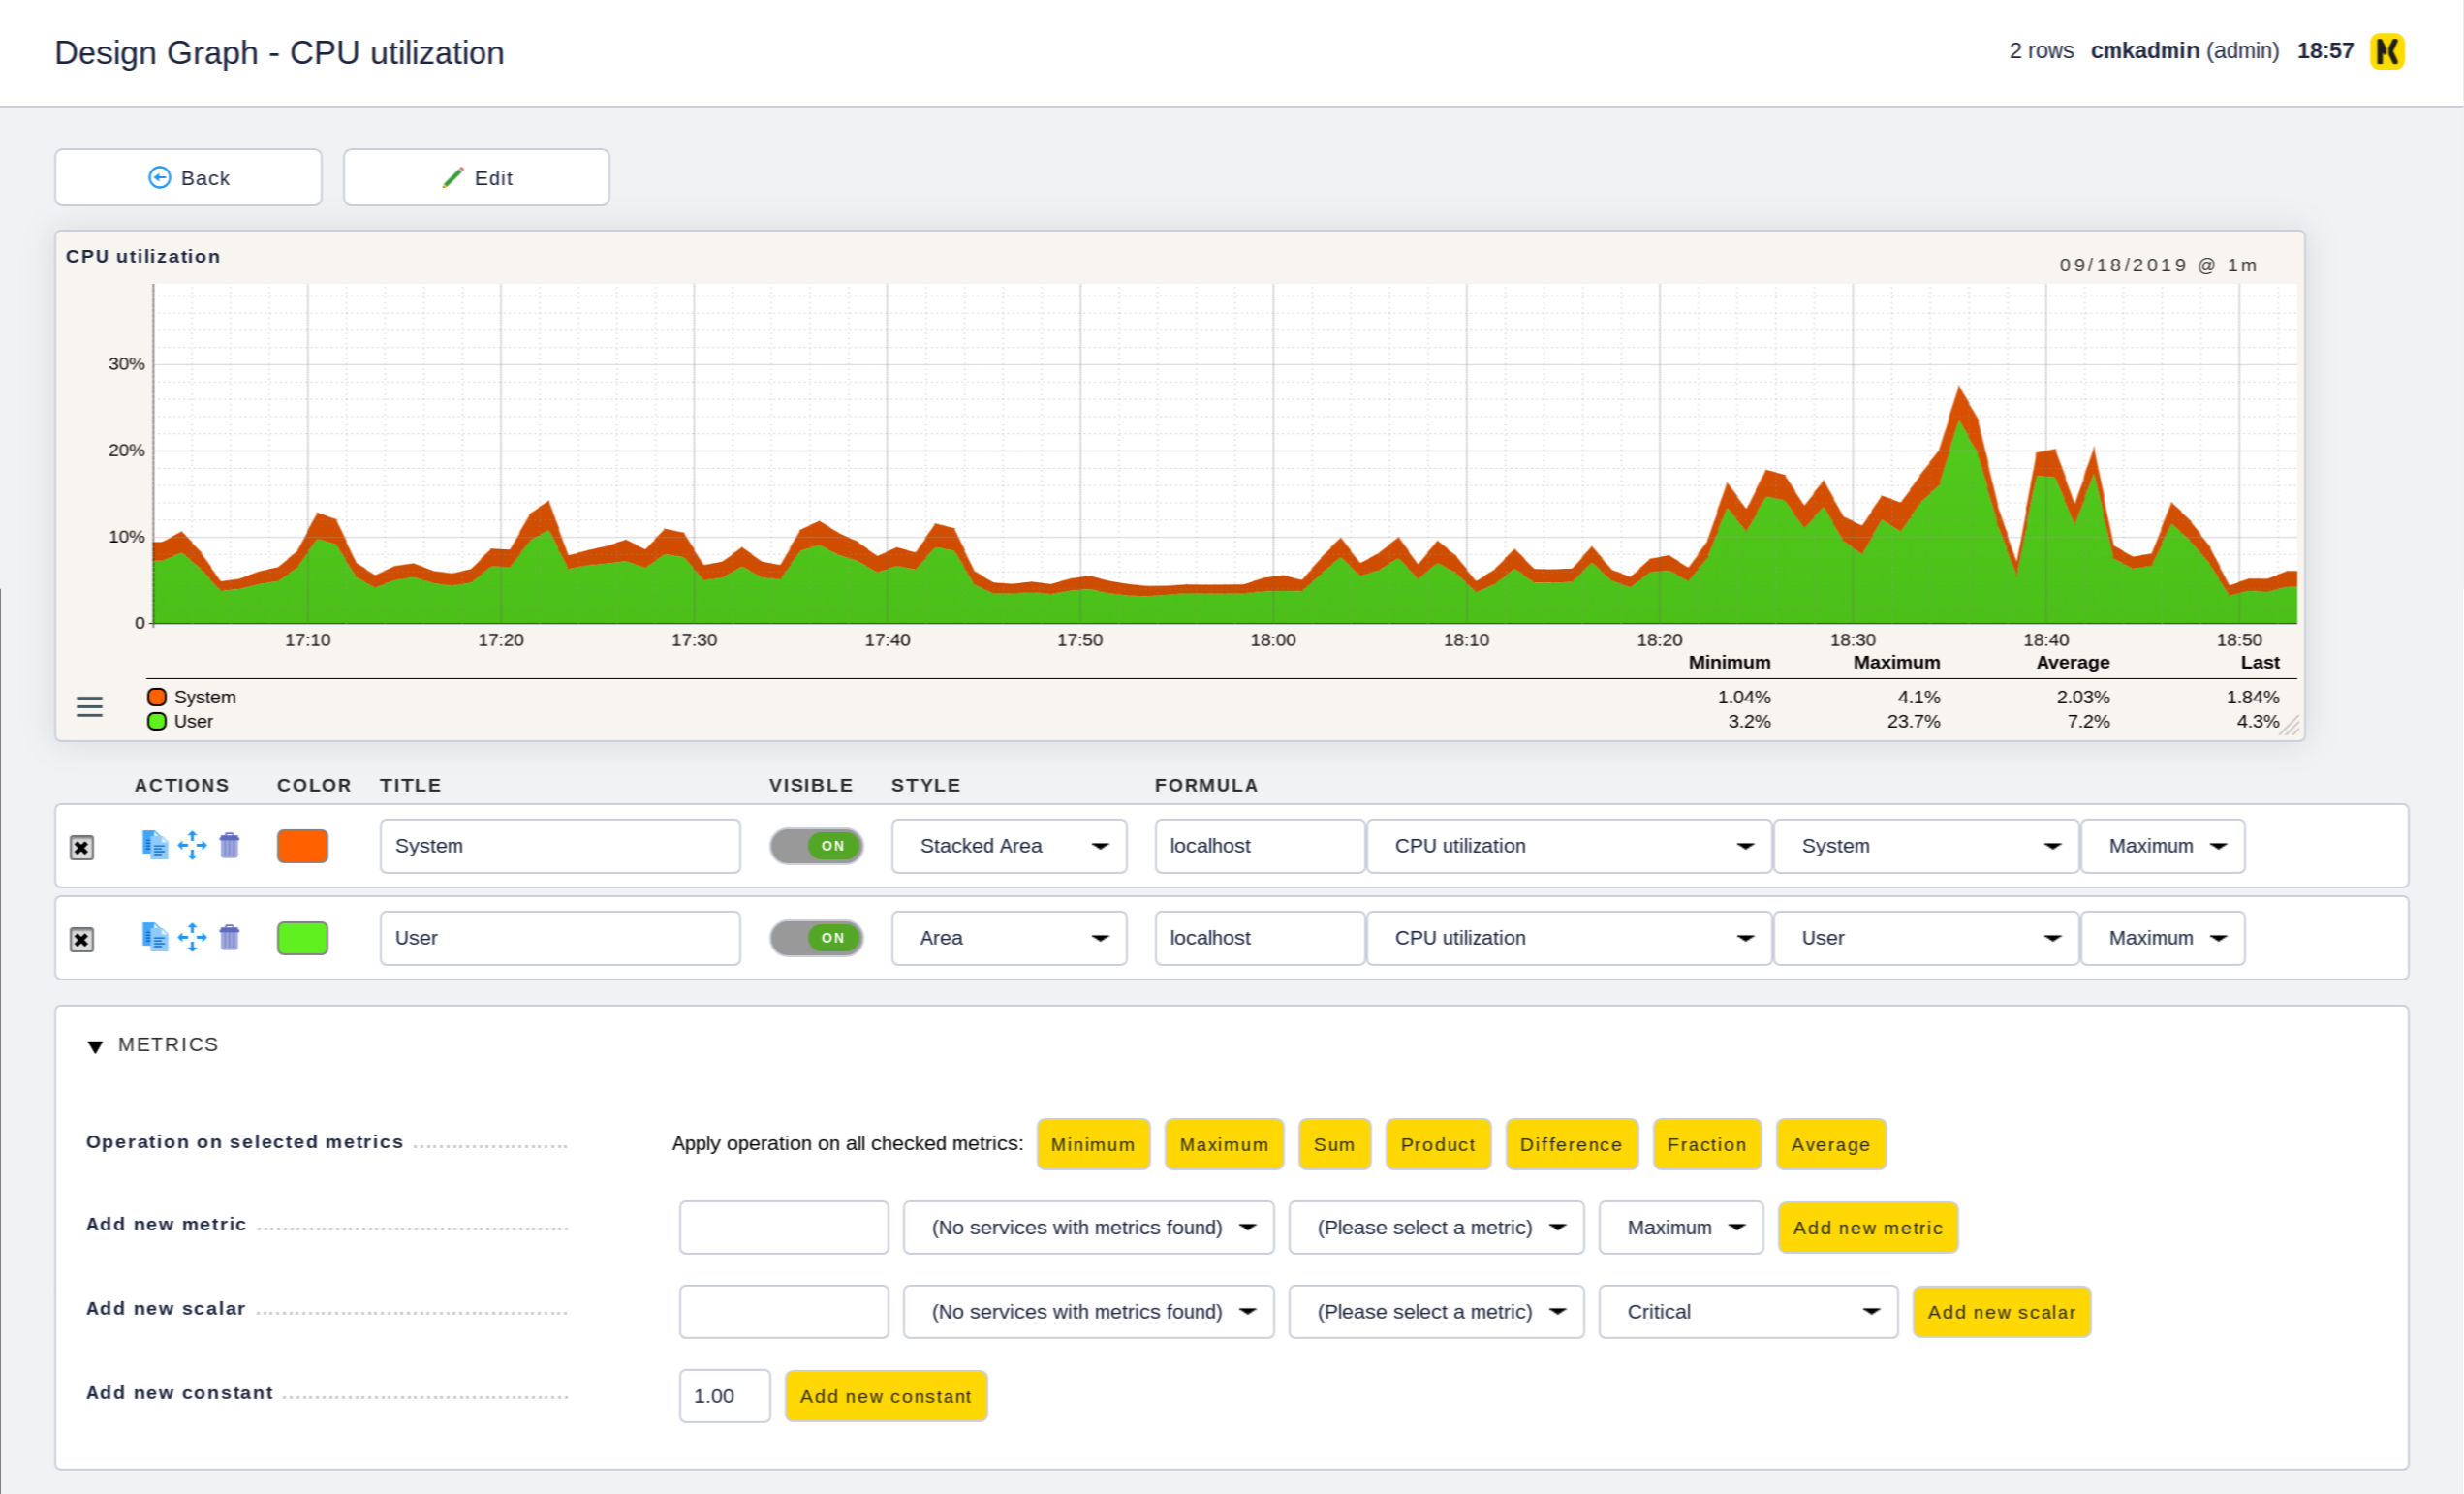 Design Graph - CPU utilization
2 rows cmkadmin (admin) 18:57
Back Edit
CPU utilization
09/18/2019 @ 1m
30%
20%
10%
0
17:10 17:20 17:30 17:40 17:50 18:00 18:10 18:20 18:30 18:40 18:50
Minimum Maximum Average Last
System 1.04% 4.1% 2.03% 1.84%
User 3.2% 23.7% 7.2% 4.3%
ACTIONS COLOR TITLE VISIBLE STYLE FORMULA
System ON Stacked Area localhost CPU utilization System Maximum
User ON Area localhost CPU utilization User Maximum
METRICS
Operation on selected metrics Apply operation on all checked metrics: Minimum Maximum Sum Product Difference Fraction Average
Add new metric (No services with metrics found) (Please select a metric) Maximum Add new metric
Add new scalar (No services with metrics found) (Please select a metric) Critical Add new scalar
Add new constant 1.00 Add new constant